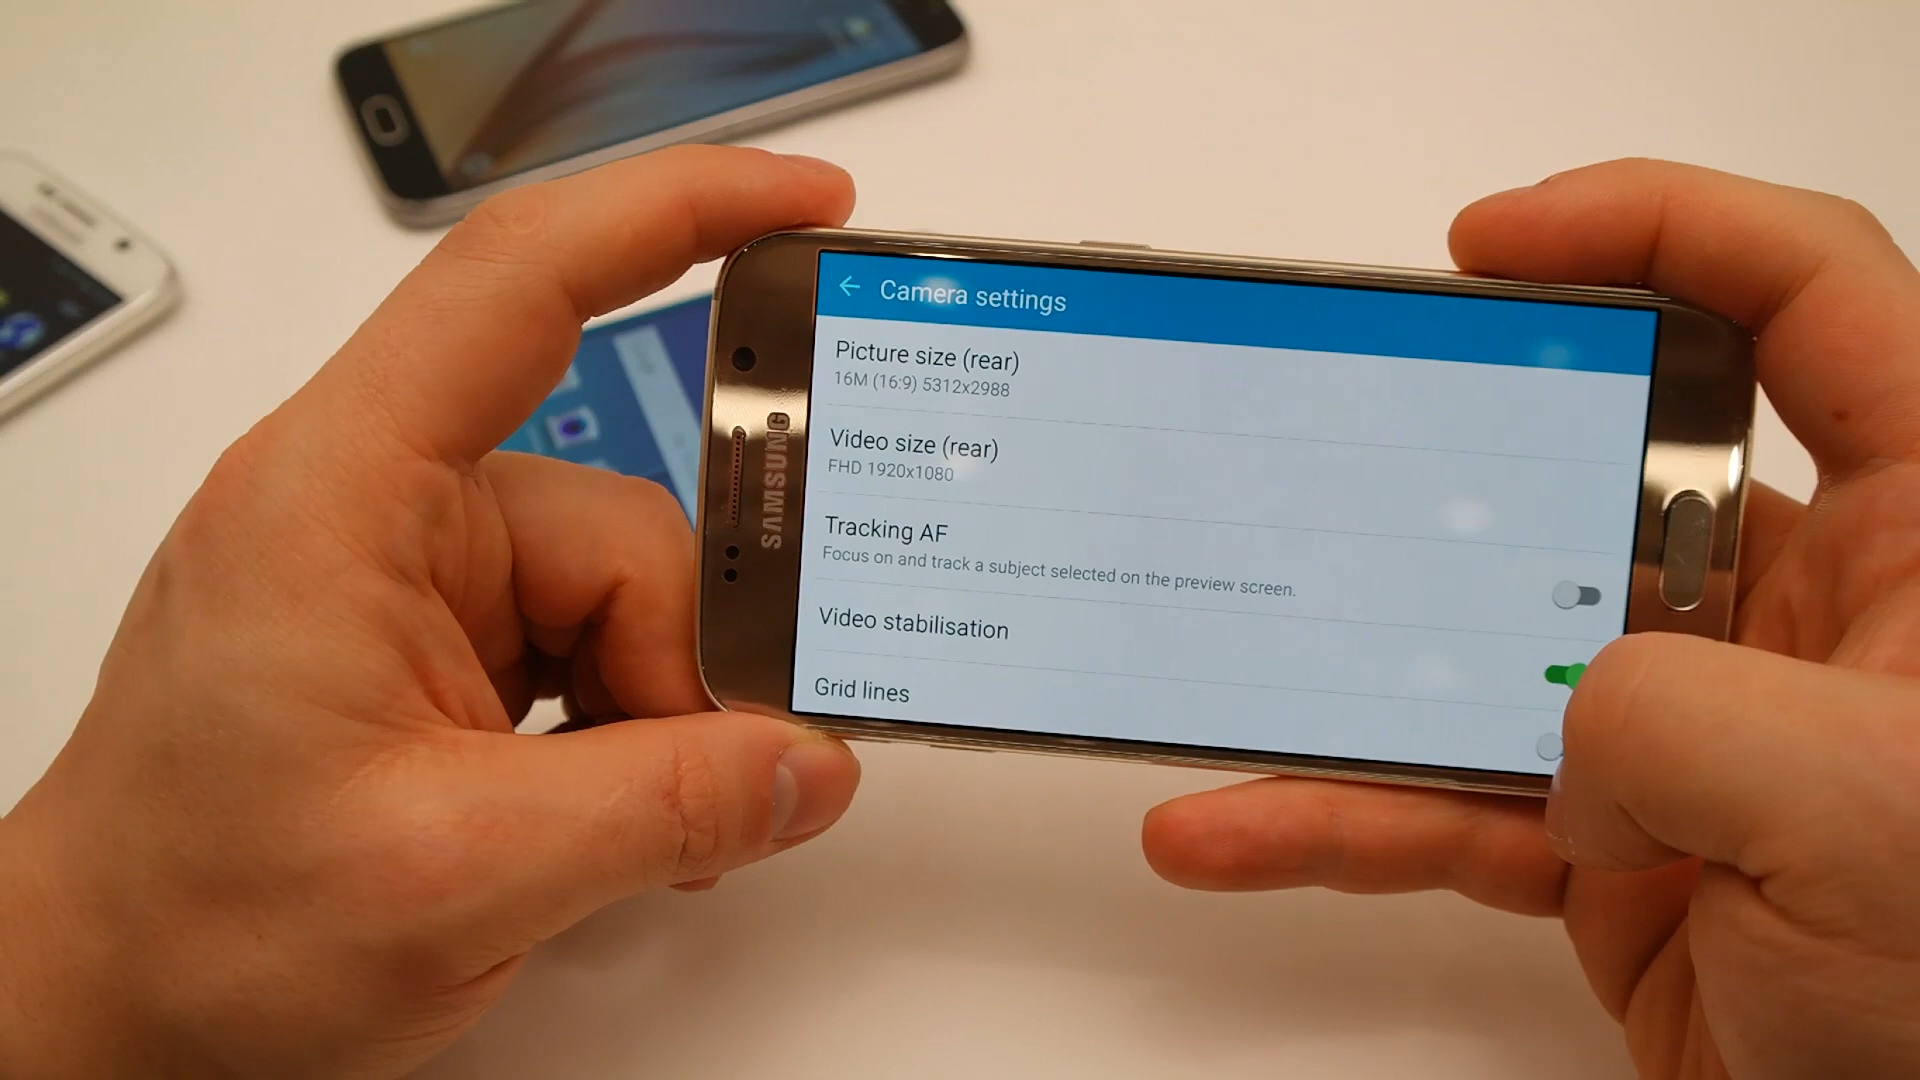 Camera settings
Picture size (rear)
16M (16:9) 5312x2988
Video size (rear)
FHD 1920x1080
Tracking AF
Focus on and track a subject selected on the preview screen.
Video stabilisation
Grid lines
SAMSUNG